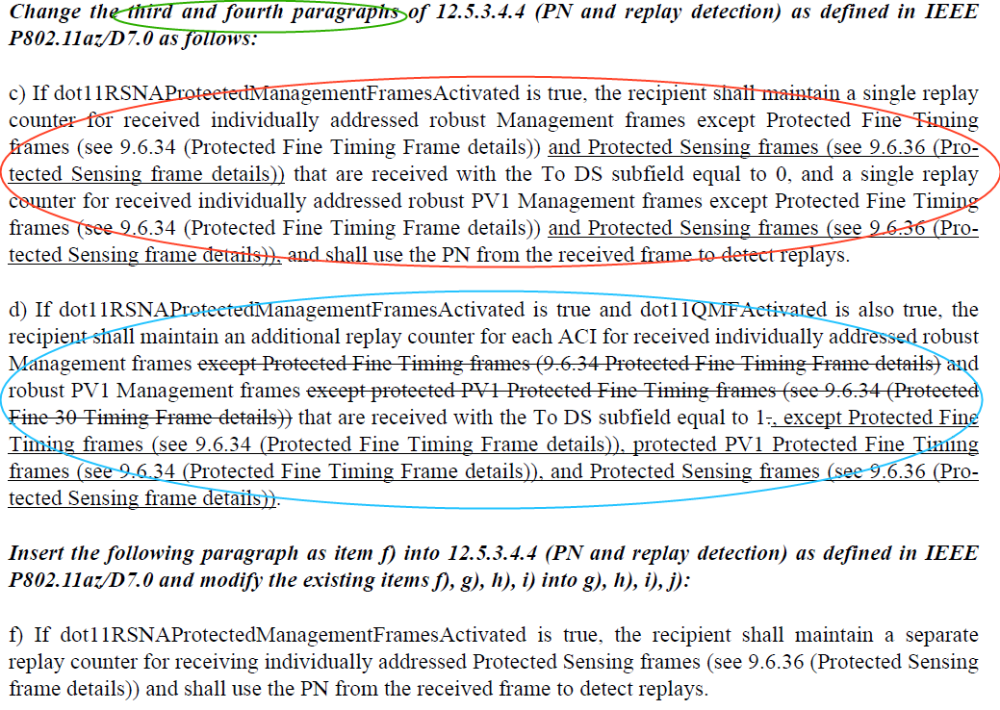 Change the third and fourth paragraphs of 12.5.3.4.4 (PN and replay detection) as defined in IEEE
P802.11az/D7.0 as follows:
c) If dot11RSNAProtectedManagementFramesActivated is true, the recipient shall maintain a single replay
counter for received individually addressed robust Management frames except Protected Fine Timing
frames (see 9.6.34 (Protected Fine Timing Frame details)) and Protected Sensing frames (see 9.6.36 (Pro-
tected Sensing frame details)) that are received with the To DS subfield equal to 0, and a single replay
counter for received individually addressed robust PV1 Management frames except Protected Fine Timing
frames (see 9.6.34 (Protected Fine Timing Frame details)) and Protected Sensing frames (see 9.6.36 (Pro-
tected Sensing frame details)), and shall use the PN from the received frame to detect replays.
d) If dot11RSNAProtectedManagementFramesActivated is true and dot11QMFActivated is also true, the
recipient shall maintain an additional replay counter for each ACI for received individually addressed robust
Management frames except Protected Fine Timing frames (9.6.34 Protected Fine Timing Frame details) and
robust PV1 Management frames except protected PV1 Protected Fine Timing frames (see 9.6.34 (Protected
Fine 30 Timing Frame details)) that are received with the To DS subfield equal to 1., except Protected Fine
Timing frames (see 9.6.34 (Protected Fine Timing Frame details)), protected PV1 Protected Fine Timing
frames (see 9.6.34 (Protected Fine Timing Frame details)), and Protected Sensing frames (see 9.6.36 (Pro-
tected Sensing frame details)).
Insert the following paragraph as item f) into 12.5.3.4.4 (PN and replay detection) as defined in IEEE
P802.11az/D7.0 and modify the existing items f), g), h), i) into g), h), i), j):
f) If dot11RSNAProtectedManagementFramesActivated is true, the recipient shall maintain a separate
replay counter for receiving individually addressed Protected Sensing frames (see 9.6.36 (Protected Sensing
frame details)) and shall use the PN from the received frame to detect replays.